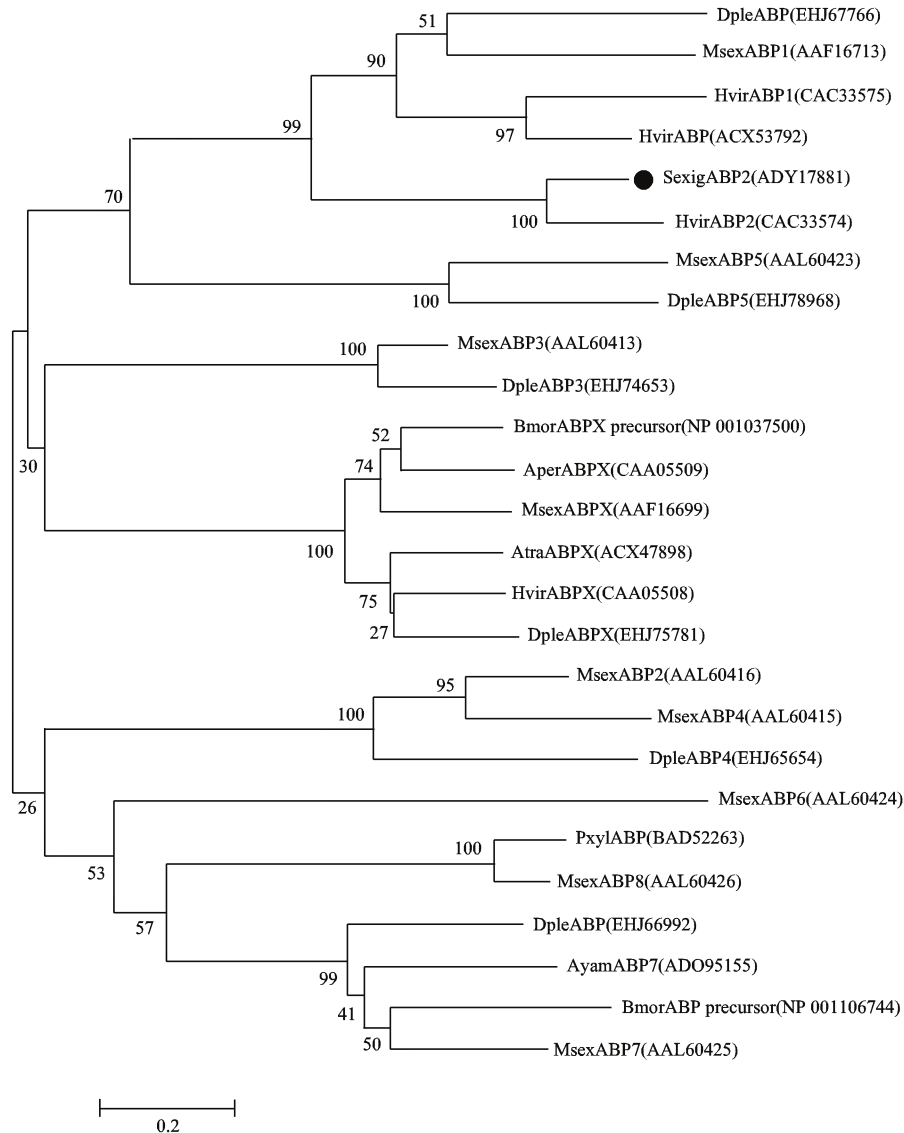 DpleABP(EHJ67766)
51
MsexABP1(AAF16713)
90
HvirABP1(CAC33575)
99
97
HvirABP(ACX53792)
SexigABP2(ADY17881)
70
100
HvirABP2(CAC33574)
MsexABP5(AAL60423)
100
DpleABP5(EHJ78968)
100
MsexABP3(AAL60413)
DpleABP3(EHJ74653)
BmorABPX precursor(NP 001037500)
52
30
74
AperABPX(CAA05509)
MsexABPX(AAF16699)
100
AtraABPX(ACX47898)
75
HvirABPX(CAA05508)
27
DpleABPX(EHJ75781)
MsexABP2(AAL60416)
95
100
MsexABP4(AAL60415)
DpleABP4(EHJ65654)
26
MsexABP6(AAL60424)
100
PxylABP(BAD52263)
53
MsexABP8(AAL60426)
57
DpleABP(EHJ66992)
99
AyamABP7(ADO95155)
41
BmorABP precursor(NP 001106744)
50
MsexABP7(AAL60425)
0.2